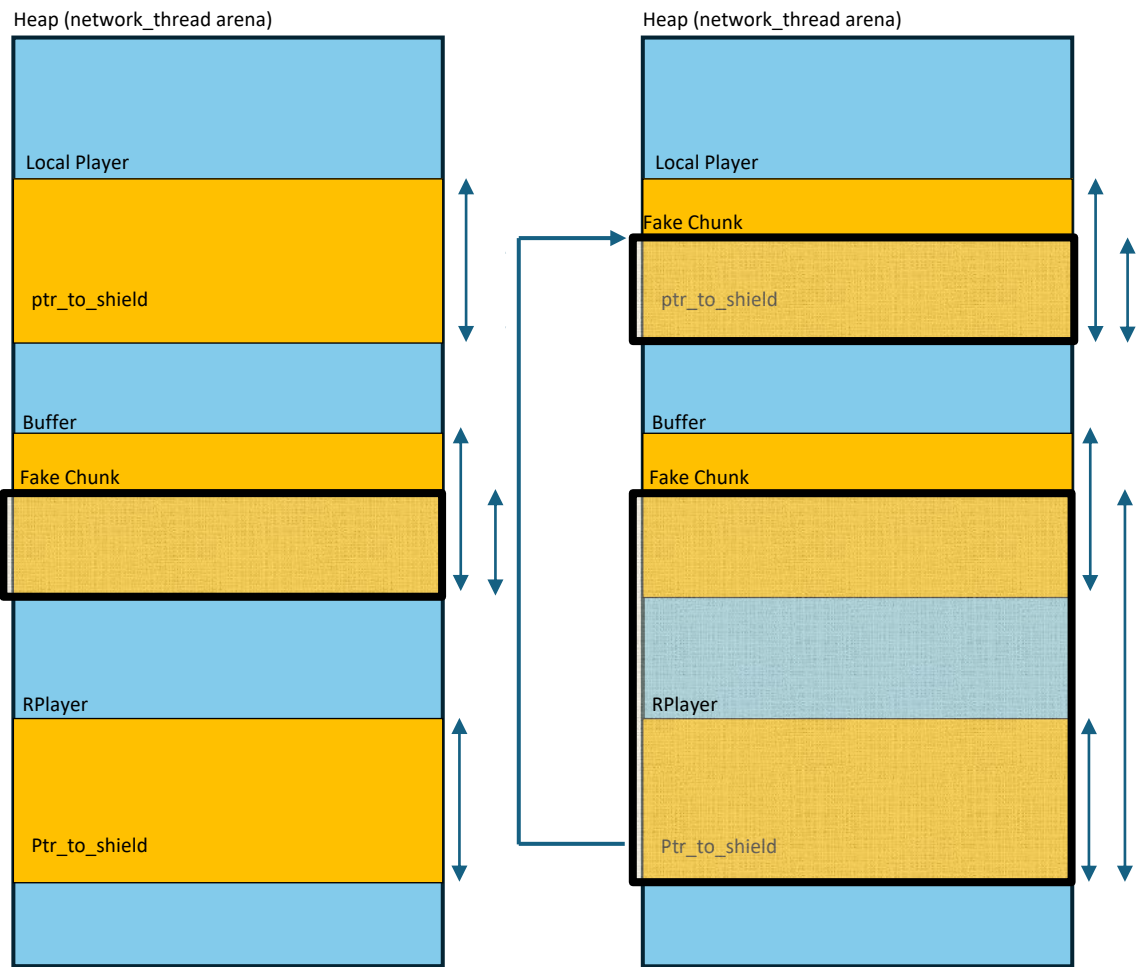 Heap (network_thread arena)
Local Player
ptr_to_shield
Buffer
Fake Chunk
RPlayer
Ptr_to_shield
Heap (network_thread arena)
Local Player
Fake Chunk
ptr_to_shield
Buffer
Fake Chunk
RPlayer
Ptr_to_shield